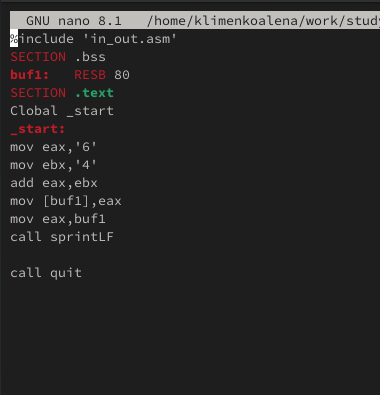 GNU nano 8.1 /home/klimenkoalena/work/study
%include 'in_out.asm'
SECTION .bss
buf1: RESB 80
SECTION .text
Clobal _start
_start:
mov eax,'6'
mov ebx,'4'
add eax,ebx
mov [buf1],eax
mov eax,buf1
call sprintLF
call quit